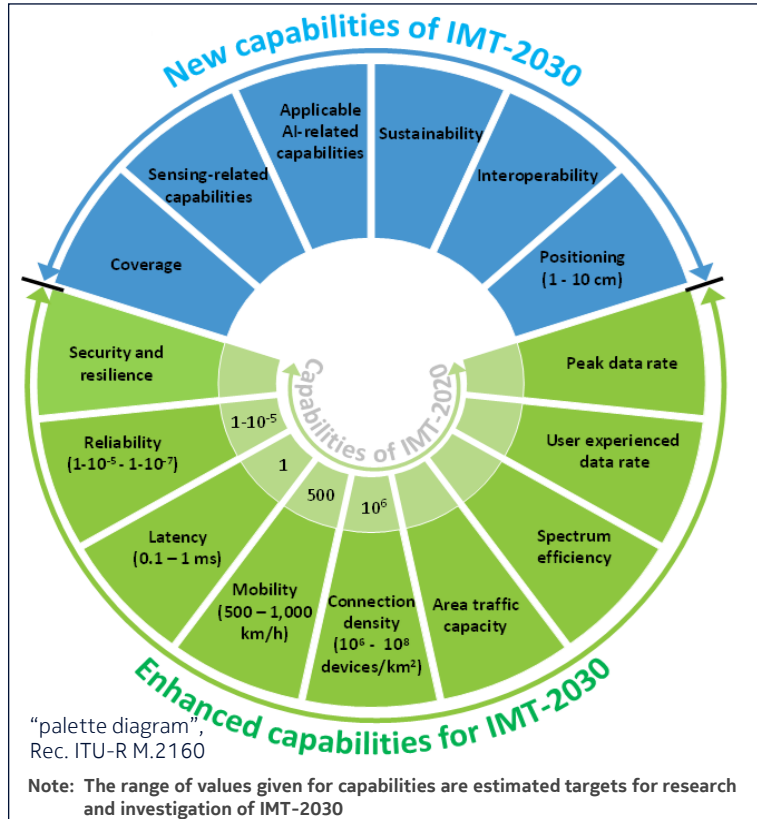 New capabilities of IMT-2030
Coverage
Sensing-related
capabilities
Applicable
AI-related
capabilities
Sustainability
Interoperability
Positioning
(1 - 10 cm)
Security and
resilience
Reliability
(1-10⁻⁵ - 1-10⁻⁷)
Latency
(0.1 – 1 ms)
Mobility
(500 – 1,000
km/h)
Connection
density
(10⁶ - 10⁸
devices/km²)
Area traffic
capacity
Spectrum
efficiency
User experienced
data rate
Peak data rate
1-10⁻⁵
1
500
10⁶
Capabilities of IMT-2020
Enhanced capabilities for IMT-2030
“palette diagram”,
Rec. ITU-R M.2160
Note: The range of values given for capabilities are estimated targets for research
and investigation of IMT-2030